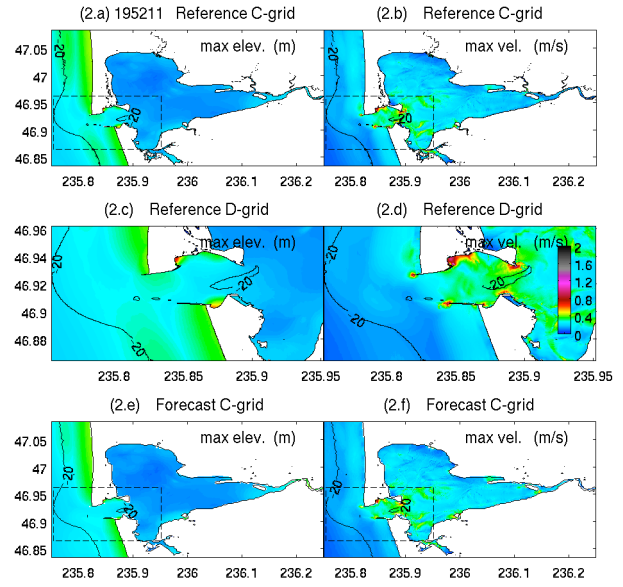 (2.a) 195211 Reference C-grid
(2.b) Reference C-grid
47.05
47
46.95
46.9
46.85
max elev. (m)
max vel. (m/s)
-20
-20
20
20
235.8 235.9 236 236.1 236.2
235.8 235.9 236 236.1 236.2
(2.c) Reference D-grid
(2.d) Reference D-grid
46.96
46.94
46.92
46.9
46.88
max elev. (m)
max vel. (m/s)
-20
-20
-20
-20
-20
-20
2
1.6
1.2
0.8
0.4
0
235.8 235.85 235.9 235.95
235.8 235.85 235.9 235.95
(2.e) Forecast C-grid
(2.f) Forecast C-grid
47.05
47
46.95
46.9
46.85
max elev. (m)
max vel. (m/s)
-20
-20
20
20
235.8 235.9 236 236.1 236.2
235.8 235.9 236 236.1 236.2